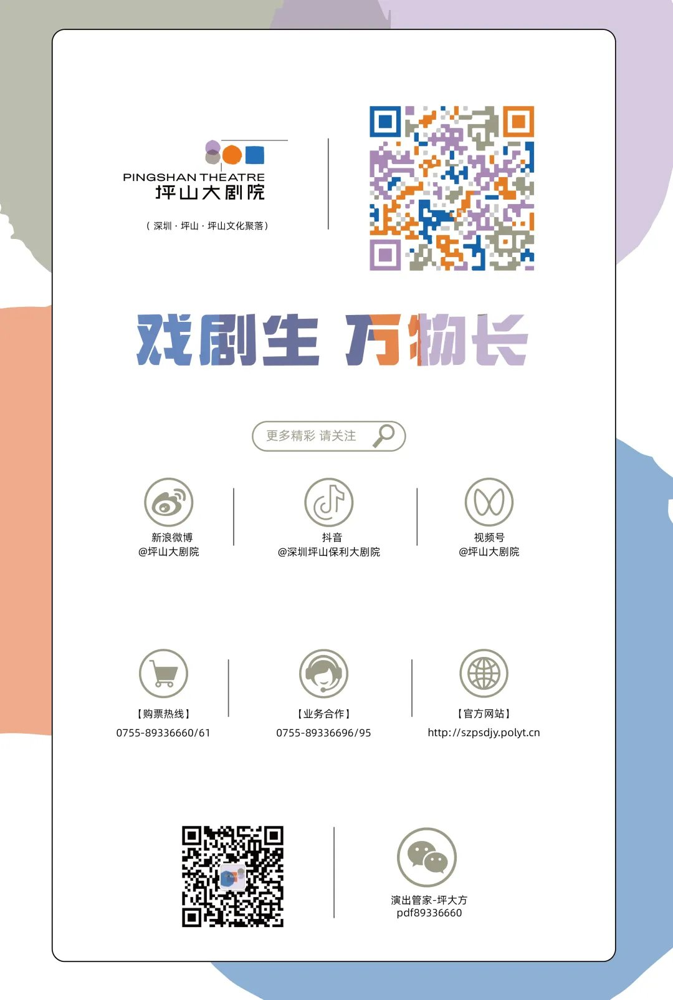 PINGSHAN THEATRE
坪山大剧院
（ 深圳 · 坪山 · 坪山文化聚落）
戏剧生 万物长
更多精彩 请关注
新浪微博
@坪山大剧院
抖音
@深圳坪山保利大剧院
视频号
@坪山大剧院
【购票热线】
0755-89336660/61
【业务合作】
0755-89336696/95
【官方网站】
http://szpsdjy.polyt.cn
演出管家-坪大方
pdf89336660